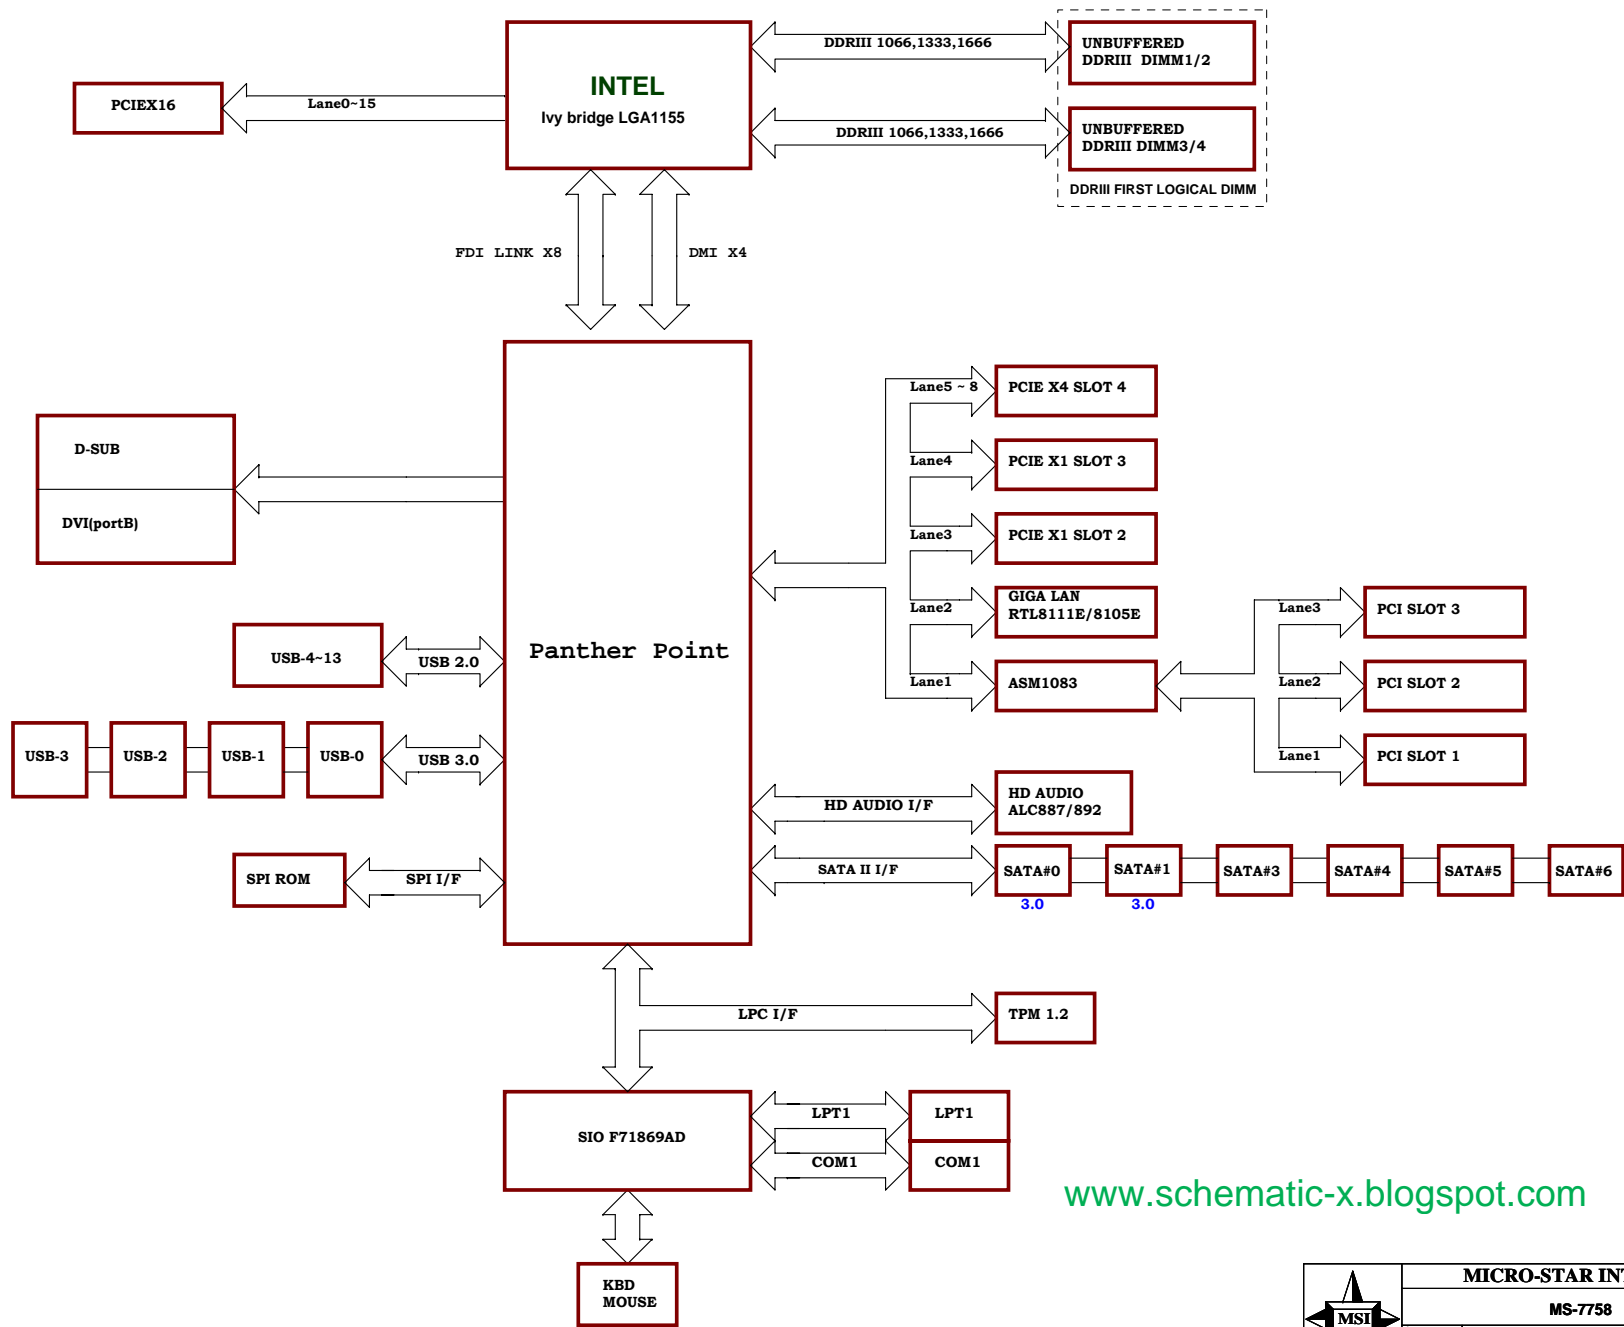 DDRIII 1066,1333,1666
UNBUFFERED
DDRIII DIMM1/2
INTEL
Ivy bridge LGA1155
PCIEX16
Lane0~15
DDRIII 1066,1333,1666
UNBUFFERED
DDRIII DIMM3/4
DDRIII FIRST LOGICAL DIMM
FDI LINK X8
DMI X4
Lane5 ~ 8
PCIE X4 SLOT 4
D-SUB
Lane4
PCIE X1 SLOT 3
DVI(portB)
Lane3
PCIE X1 SLOT 2
GIGA LAN
RTL8111E/8105E
Lane2
Lane3
PCI SLOT 3
Panther Point
USB-4~13
USB 2.0
Lane1
ASM1083
Lane2
PCI SLOT 2
USB-3
USB-2
USB-1
USB-0
USB 3.0
Lane1
PCI SLOT 1
HD AUDIO I/F
HD AUDIO
ALC887/892
SPI ROM
SPI I/F
SATA II I/F
SATA#0
SATA#1
SATA#3
SATA#4
SATA#5
SATA#6
3.0
3.0
LPC I/F
TPM 1.2
SIO F71869AD
LPT1
LPT1
COM1
COM1
www.schematic-x.blogspot.com
KBD
MOUSE
MSI
MICRO-STAR INT
MS-7758